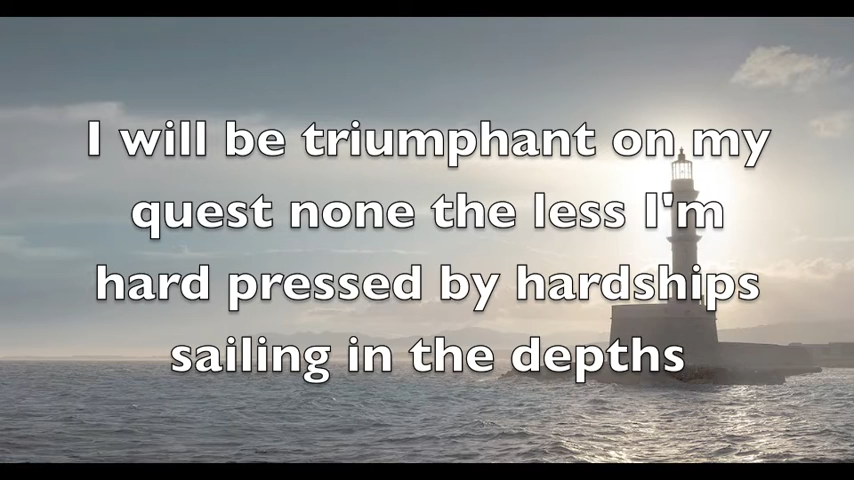 I will be triumphant on my
quest none the less I'm
hard pressed by hardships
sailing in the depths